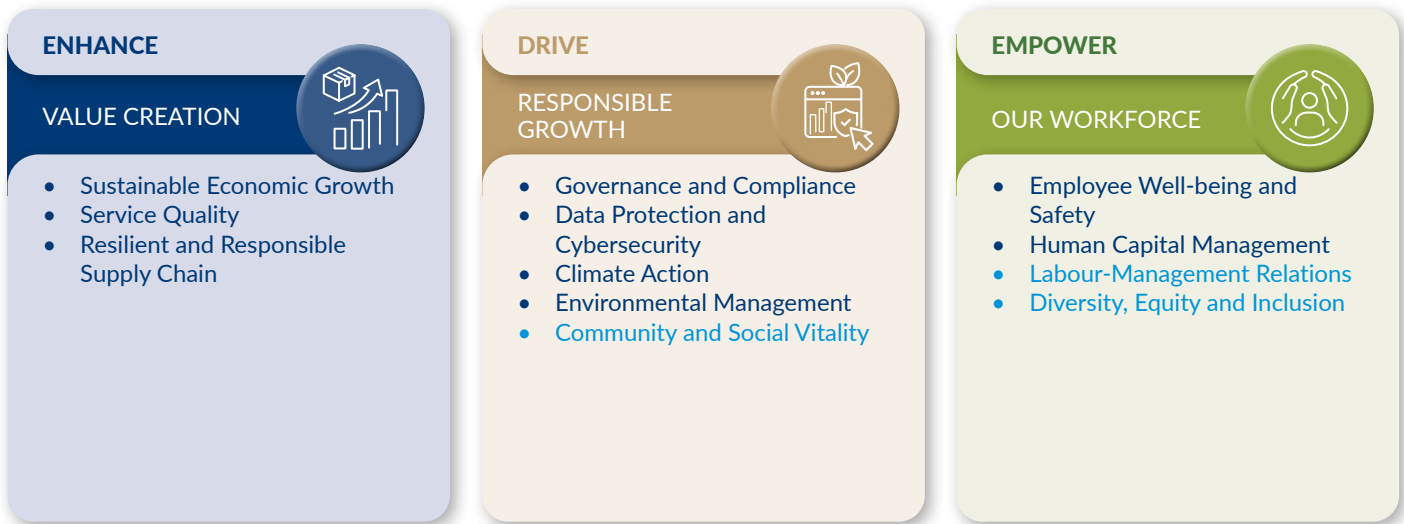 ENHANCE
VALUE CREATION
• Sustainable Economic Growth
• Service Quality
• Resilient and Responsible
Supply Chain
DRIVE
RESPONSIBLE
GROWTH
• Governance and Compliance
• Data Protection and
Cybersecurity
• Climate Action
• Environmental Management
• Community and Social Vitality
EMPOWER
OUR WORKFORCE
• Employee Well-being and
Safety
• Human Capital Management
• Labour-Management Relations
• Diversity, Equity and Inclusion